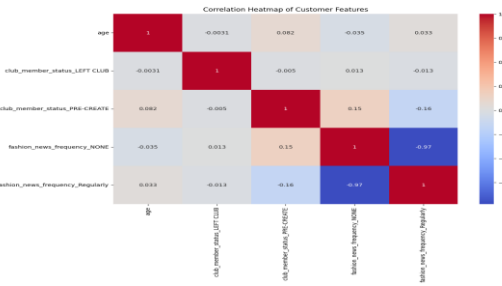 Correlation Heatmap of Customer Features
age 1 -0.0031 0.082 -0.035 0.033
club_member_status_LEFT CLUB -0.0031 1 -0.005 0.013 -0.013
club_member_status_PRE-CREATE 0.082 -0.005 1 0.15 -0.16
fashion_news_frequency_NONE -0.035 0.013 0.15 1 -0.97
fashion_news_frequency_Regularly 0.033 -0.013 -0.16 -0.97 1
age
club_member_status_LEFT CLUB
club_member_status_PRE-CREATE
fashion_news_frequency_NONE
fashion_news_frequency_Regularly